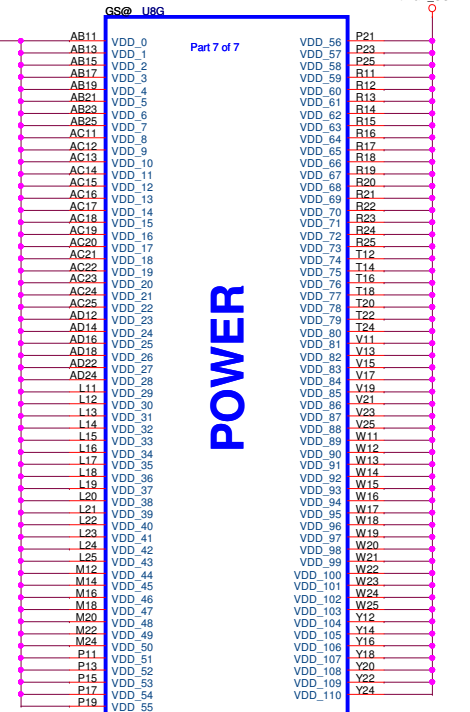 GS@ U8G
Part 7 of 7
AB11 VDD_0
AB13 VDD_1
AB15 VDD_2
AB17 VDD_3
AB19 VDD_4
AB21 VDD_5
AB23 VDD_6
AB25 VDD_7
AC11 VDD_8
AC12 VDD_9
AC13 VDD_10
AC14 VDD_11
AC15 VDD_12
AC16 VDD_13
AC17 VDD_14
AC18 VDD_15
AC19 VDD_16
AC20 VDD_17
AC21 VDD_18
AC22 VDD_19
AC23 VDD_20
AC24 VDD_21
AC25 VDD_22
AD12 VDD_23
AD14 VDD_24
AD16 VDD_25
AD18 VDD_26
AD22 VDD_27
AD24 VDD_28
L11 VDD_29
L12 VDD_30
L13 VDD_31
L14 VDD_32
L15 VDD_33
L16 VDD_34
L17 VDD_35
L18 VDD_36
L19 VDD_37
L20 VDD_38
L21 VDD_39
L22 VDD_40
L23 VDD_41
L24 VDD_42
L25 VDD_43
M12 VDD_44
M14 VDD_45
M16 VDD_46
M18 VDD_47
M20 VDD_48
M22 VDD_49
M24 VDD_50
P11 VDD_51
P13 VDD_52
P15 VDD_53
P17 VDD_54
P19 VDD_55
POWER
VDD_56 P21
VDD_57 P23
VDD_58 P25
VDD_59 R11
VDD_60 R12
VDD_61 R13
VDD_62 R14
VDD_63 R15
VDD_64 R16
VDD_65 R17
VDD_66 R18
VDD_67 R19
VDD_68 R20
VDD_69 R21
VDD_70 R22
VDD_71 R23
VDD_72 R24
VDD_73 R25
VDD_74 T12
VDD_75 T14
VDD_76 T16
VDD_77 T18
VDD_78 T20
VDD_79 T22
VDD_80 T24
VDD_81 V11
VDD_82 V13
VDD_83 V15
VDD_84 V17
VDD_85 V19
VDD_86 V21
VDD_87 V23
VDD_88 V25
VDD_89 W11
VDD_90 W12
VDD_91 W13
VDD_92 W14
VDD_93 W15
VDD_94 W16
VDD_95 W17
VDD_96 W18
VDD_97 W19
VDD_98 W20
VDD_99 W21
VDD_100 W22
VDD_101 W23
VDD_102 W24
VDD_103 W25
VDD_104 Y12
VDD_105 Y14
VDD_106 Y16
VDD_107 Y18
VDD_108 Y20
VDD_109 Y22
VDD_110 Y24